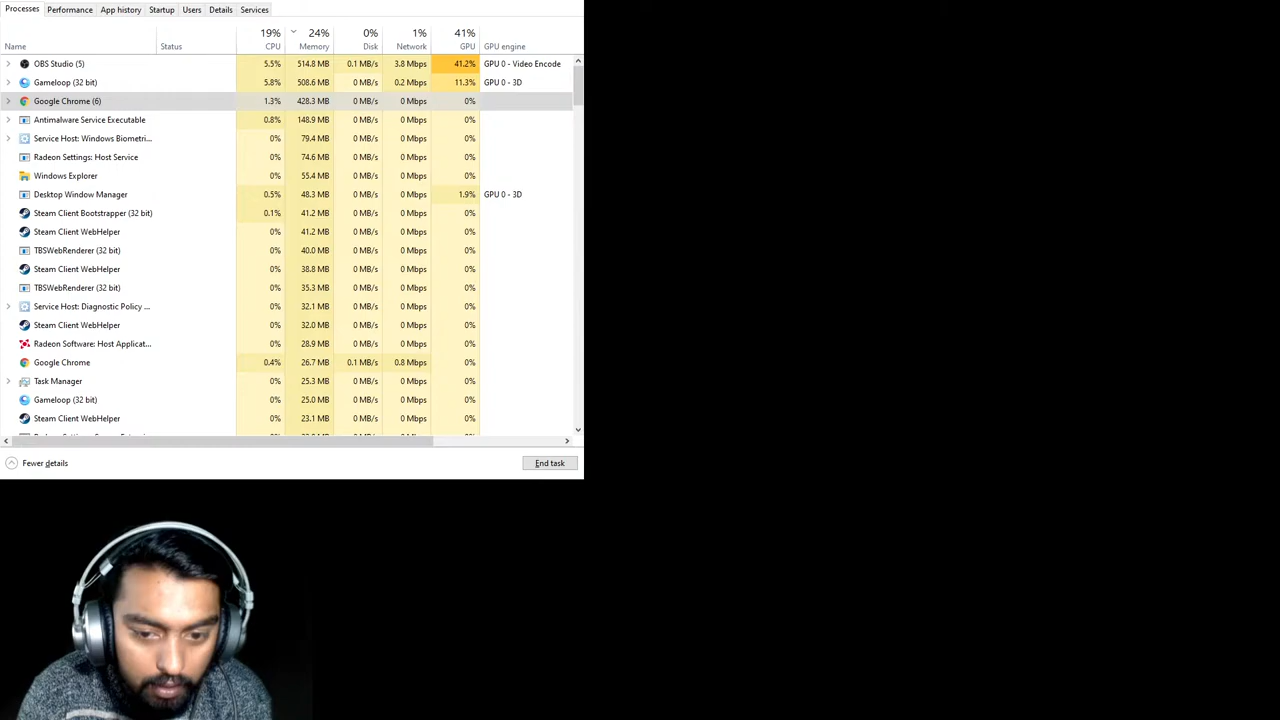 Processes Performance App history Startup Users Details Services
19% 24% 0% 1% 41%
Name Status CPU Memory Disk Network GPU GPU engine
OBS Studio (5) 5.5% 514.8 MB 0.1 MB/s 3.8 Mbps 41.2% GPU 0 - Video Encode
Gameloop (32 bit) 5.8% 508.6 MB 0 MB/s 0.2 Mbps 11.3% GPU 0 - 3D
Google Chrome (6) 1.3% 428.3 MB 0 MB/s 0 Mbps 0%
Antimalware Service Executable 0.8% 148.9 MB 0 MB/s 0 Mbps 0%
Service Host: Windows Biometri... 0% 79.4 MB 0 MB/s 0 Mbps 0%
Radeon Settings: Host Service 0% 74.6 MB 0 MB/s 0 Mbps 0%
Windows Explorer 0% 55.4 MB 0 MB/s 0 Mbps 0%
Desktop Window Manager 0.5% 48.3 MB 0 MB/s 0 Mbps 1.9% GPU 0 - 3D
Steam Client Bootstrapper (32 bit) 0.1% 41.2 MB 0 MB/s 0 Mbps 0%
Steam Client WebHelper 0% 41.2 MB 0 MB/s 0 Mbps 0%
TBSWebRenderer (32 bit) 0% 40.0 MB 0 MB/s 0 Mbps 0%
Steam Client WebHelper 0% 38.8 MB 0 MB/s 0 Mbps 0%
TBSWebRenderer (32 bit) 0% 35.3 MB 0 MB/s 0 Mbps 0%
Service Host: Diagnostic Policy ... 0% 32.1 MB 0 MB/s 0 Mbps 0%
Steam Client WebHelper 0% 32.0 MB 0 MB/s 0 Mbps 0%
Radeon Software: Host Applicat... 0% 28.9 MB 0 MB/s 0 Mbps 0%
Google Chrome 0.4% 26.7 MB 0.1 MB/s 0.8 Mbps 0%
Task Manager 0% 25.3 MB 0 MB/s 0 Mbps 0%
Gameloop (32 bit) 0% 25.0 MB 0 MB/s 0 Mbps 0%
Steam Client WebHelper 0% 23.1 MB 0 MB/s 0 Mbps 0%
Fewer details End task